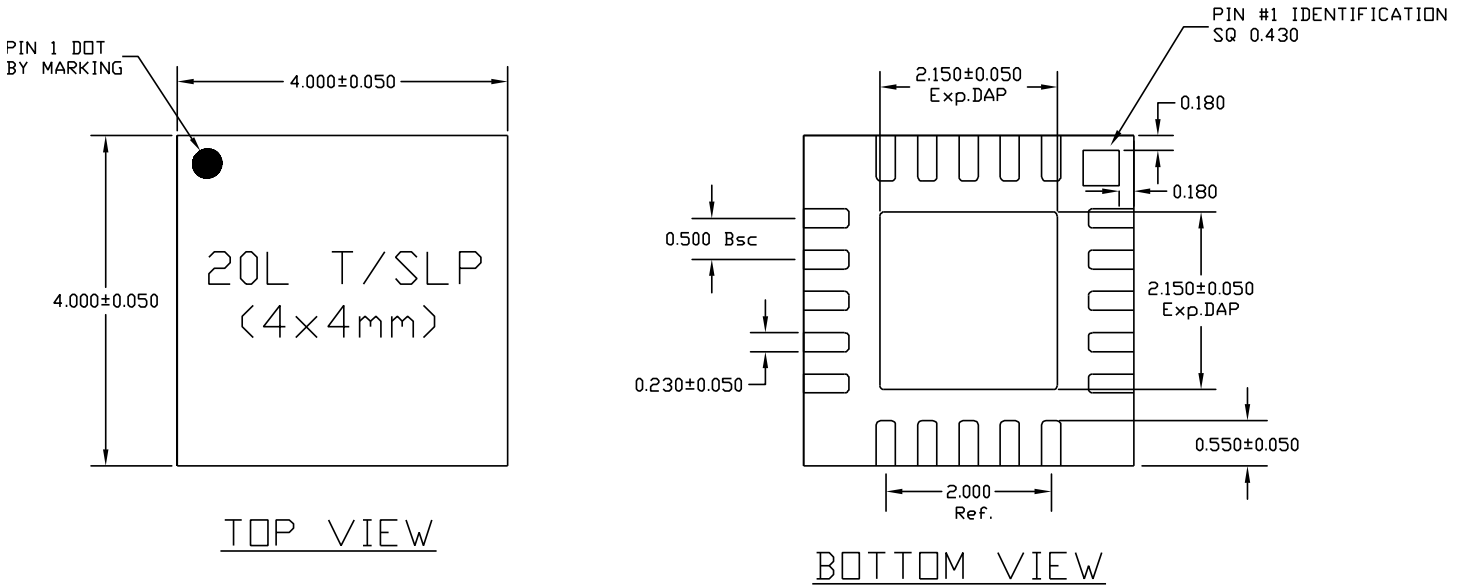 PIN 1 DOT
BY MARKING
4.000±0.050
4.000±0.050
20L T/SLP
(4x4mm)
TOP VIEW
PIN #1 IDENTIFICATION
SQ 0.430
2.150±0.050
Exp.DAP
0.180
0.180
0.500 Bsc
2.150±0.050
Exp.DAP
0.230±0.050
0.550±0.050
2.000
Ref.
BOTTOM VIEW